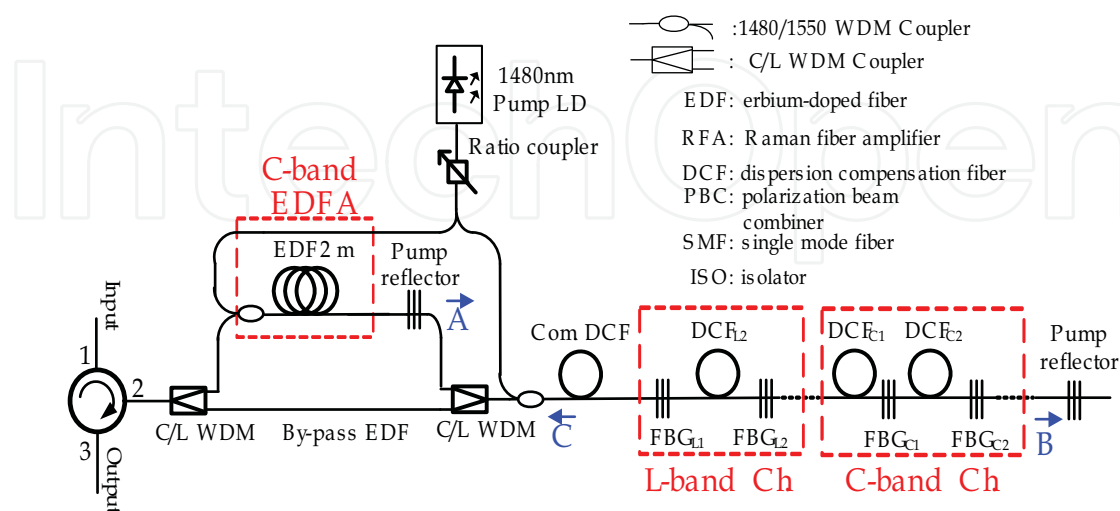 IntechOpen
:1480/1550 WDM Coupler
: C/L WDM Coupler
EDF: erbium-doped fiber
RFA: Raman fiber amplifier
DCF: dispersion compensation fiber
PBC: polarization beam
combiner
SMF: single mode fiber
ISO: isolator
1480nm
Pump LD
Ratio coupler
C-band
EDFA
EDF2 m
Pump
reflector
A
Input
1
2
3
Output
C/L WDM
By-pass EDF
C/L WDM
C
Com DCF
DCFL2
FBGL1
FBGL2
L-band Ch.
DCFC1
DCFC2
FBGC1
FBGC2
C-band Ch.
B
Pump
reflector